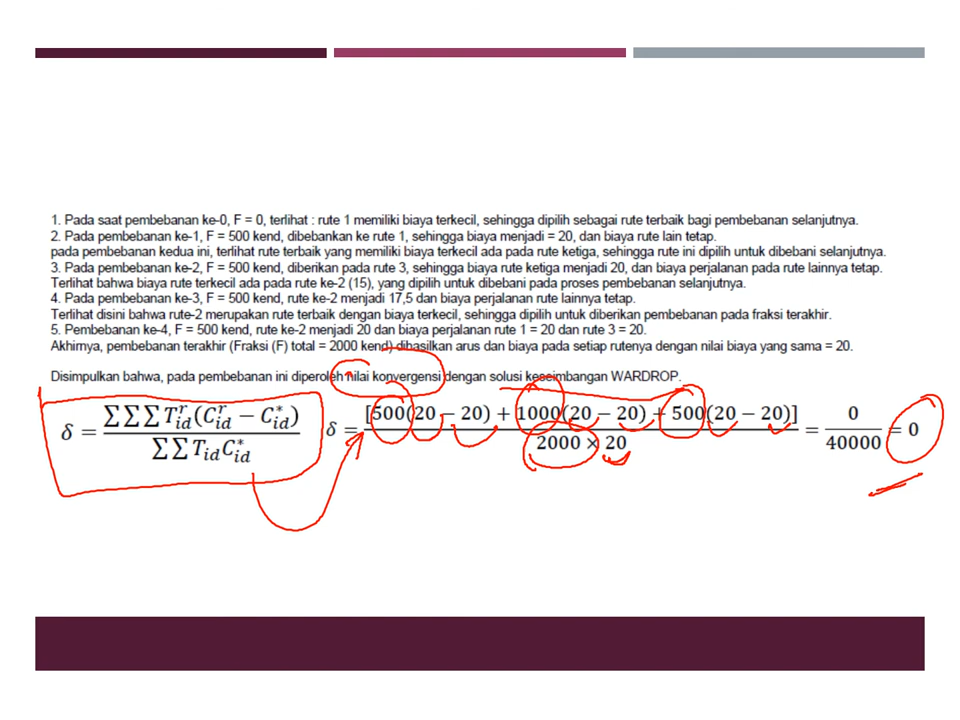 1. Pada saat pembebanan ke-0, F = 0, terlihat : rute 1 memiliki biaya terkecil, sehingga dipilih sebagai rute terbaik bagi pembebanan selanjutnya.
2. Pada pembebanan ke-1, F = 500 kend, dibebankan ke rute 1, sehingga biaya menjadi = 20, dan biaya rute lain tetap.
pada pembebanan kedua ini, terlihat rute terbaik yang memiliki biaya terkecil ada pada rute ketiga, sehingga rute ini dipilih untuk dibebani selanjutnya.
3. Pada pembebanan ke-2, F = 500 kend, diberikan pada rute 3, sehingga biaya rute ketiga menjadi 20, dan biaya perjalanan pada rute lainnya tetap.
Terlihat bahwa biaya rute terkecil ada pada rute ke-2 (15), yang dipilih untuk dibebani pada proses pembebanan selanjutnya.
4. Pada pembebanan ke-3, F = 500 kend, rute ke-2 menjadi 17,5 dan biaya perjalanan rute lainnya tetap.
Terlihat disini bahwa rute-2 merupakan rute terbaik dengan biaya terkecil, sehingga dipilih untuk diberikan pembebanan pada fraksi terakhir.
5. Pembebanan ke-4, F = 500 kend, rute ke-2 menjadi 20 dan biaya perjalanan rute 1 = 20 dan rute 3 = 20.
Akhirnya, pembebanan terakhir (Fraksi (F) total = 2000 kend) dihasilkan arus dan biaya pada setiap rutenya dengan nilai biaya yang sama = 20.
Disimpulkan bahwa, pada pembebanan ini diperoleh nilai konvergensi dengan solusi keseimbangan WARDROP.
δ = ∑∑∑ T_{id}^{r}(C_{id}^{r} − C_{id}^{*}) / ∑∑ T_{id}C_{id}^{*} δ = [500(20 − 20) + 1000(20 − 20) + 500(20 − 20)] / 2000 × 20 = 0 / 40000 = 0